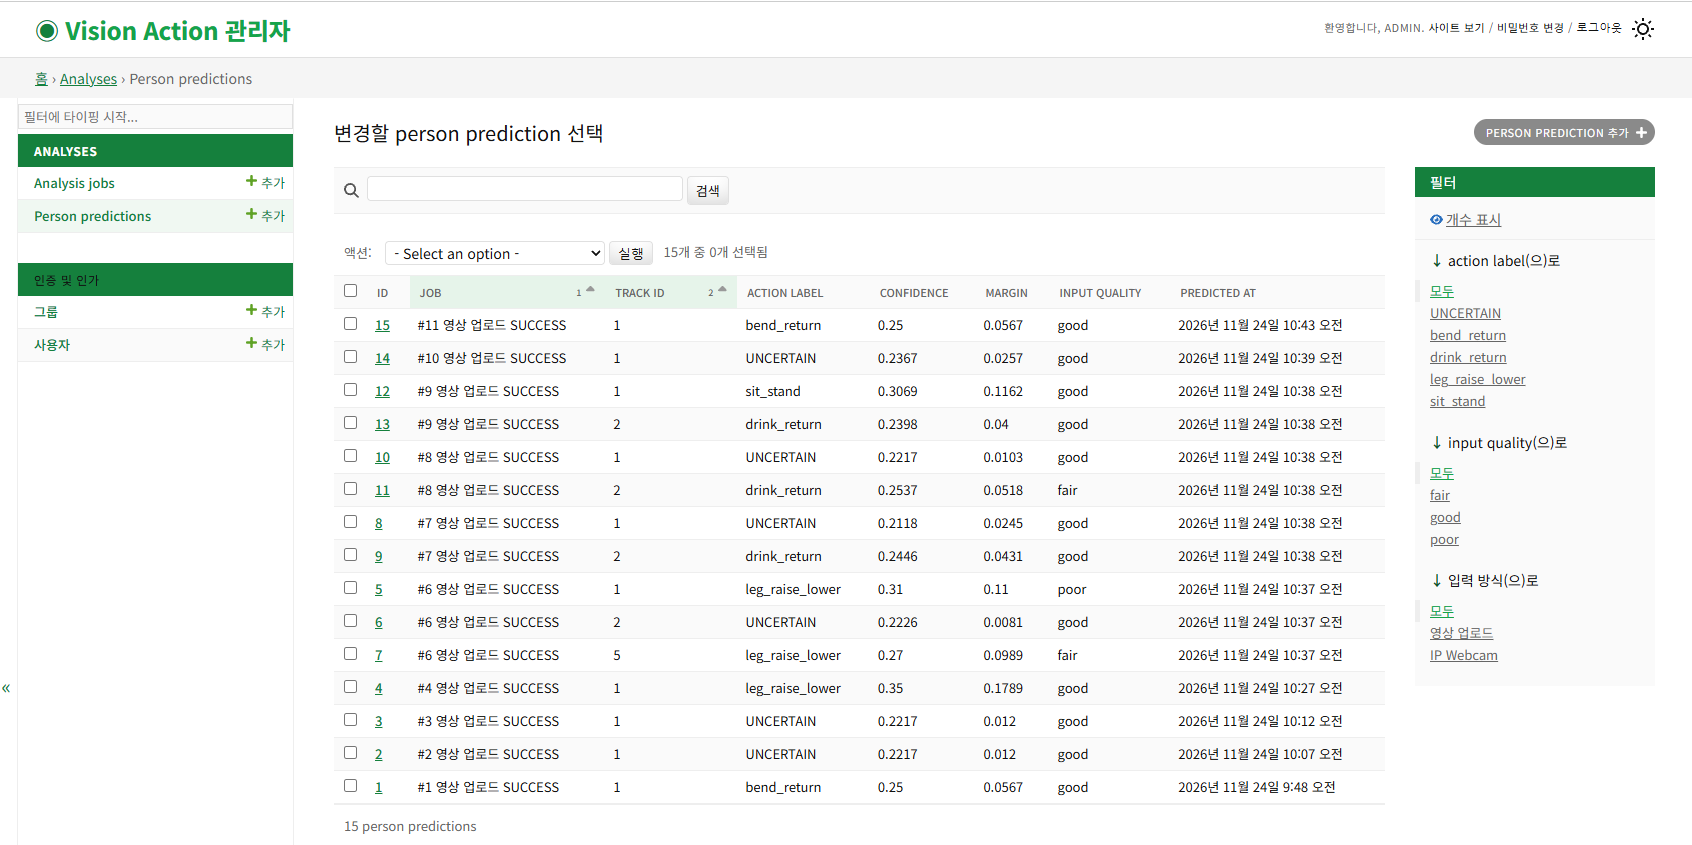 Vision Action 관리자
환영합니다, ADMIN. 사이트 보기 / 비밀번호 변경 / 로그아웃
홈 › Analyses › Person predictions
필터에 타이핑 시작...
ANALYSES
Analysis jobs + 추가
Person predictions + 추가
인증 및 인가
그룹 + 추가
사용자 + 추가
«
변경할 person prediction 선택
PERSON PREDICTION 추가 +
검색
액션: - Select an option - 실행 15개 중 0개 선택됨
ID JOB 1 TRACK ID 2 ACTION LABEL CONFIDENCE MARGIN INPUT QUALITY PREDICTED AT
15 #11 영상 업로드 SUCCESS 1 bend_return 0.25 0.0567 good 2026년 11월 24일 10:43 오전
14 #10 영상 업로드 SUCCESS 1 UNCERTAIN 0.2367 0.0257 good 2026년 11월 24일 10:39 오전
12 #9 영상 업로드 SUCCESS 1 sit_stand 0.3069 0.1162 good 2026년 11월 24일 10:38 오전
13 #9 영상 업로드 SUCCESS 2 drink_return 0.2398 0.04 good 2026년 11월 24일 10:38 오전
10 #8 영상 업로드 SUCCESS 1 UNCERTAIN 0.2217 0.0103 good 2026년 11월 24일 10:38 오전
11 #8 영상 업로드 SUCCESS 2 drink_return 0.2537 0.0518 fair 2026년 11월 24일 10:38 오전
8 #7 영상 업로드 SUCCESS 1 UNCERTAIN 0.2118 0.0245 good 2026년 11월 24일 10:38 오전
9 #7 영상 업로드 SUCCESS 2 drink_return 0.2446 0.0431 good 2026년 11월 24일 10:38 오전
5 #6 영상 업로드 SUCCESS 1 leg_raise_lower 0.31 0.11 poor 2026년 11월 24일 10:37 오전
6 #6 영상 업로드 SUCCESS 2 UNCERTAIN 0.2226 0.0081 good 2026년 11월 24일 10:37 오전
7 #6 영상 업로드 SUCCESS 5 leg_raise_lower 0.27 0.0989 fair 2026년 11월 24일 10:37 오전
4 #4 영상 업로드 SUCCESS 1 leg_raise_lower 0.35 0.1789 good 2026년 11월 24일 10:27 오전
3 #3 영상 업로드 SUCCESS 1 UNCERTAIN 0.2217 0.012 good 2026년 11월 24일 10:12 오전
2 #2 영상 업로드 SUCCESS 1 UNCERTAIN 0.2217 0.012 good 2026년 11월 24일 10:07 오전
1 #1 영상 업로드 SUCCESS 1 bend_return 0.25 0.0567 good 2026년 11월 24일 9:48 오전
15 person predictions
필터
개수 표시
↓ action label(으)로
모두
UNCERTAIN
bend_return
drink_return
leg_raise_lower
sit_stand
↓ input quality(으)로
모두
fair
good
poor
↓ 입력 방식(으)로
모두
영상 업로드
IP Webcam